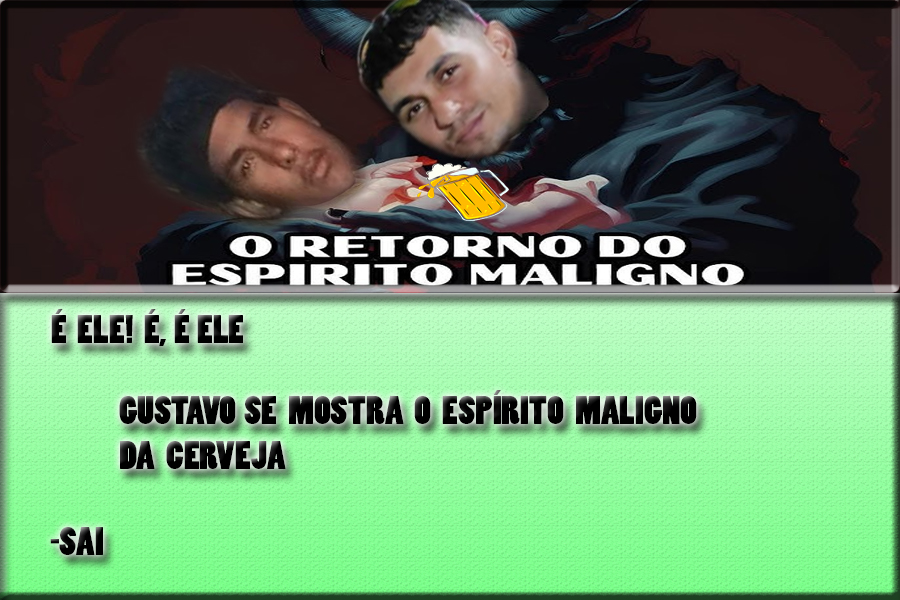 O RETORNO DO
ESPIRITO MALIGNO
É ELE! É, É ELE
GUSTAVO SE MOSTRA O ESPÍRITO MALIGNO
DA CERVEJA
-SAI